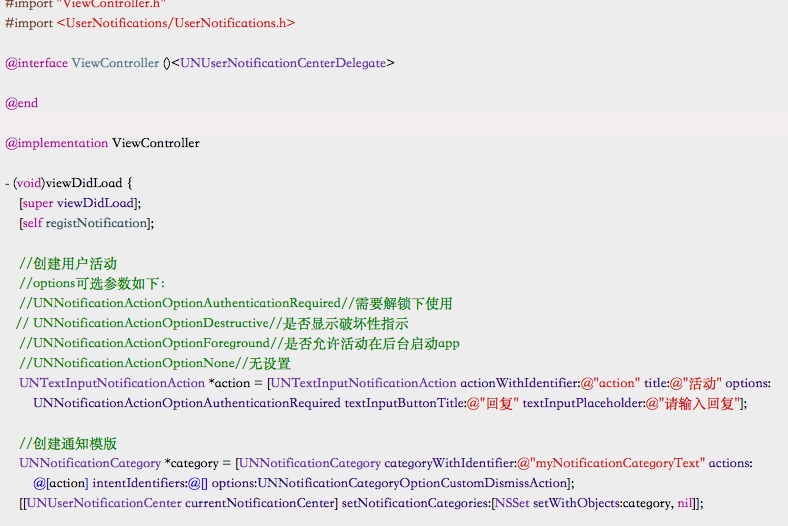 #import "ViewController.h"
#import <UserNotifications/UserNotifications.h>
@interface ViewController ()<UNUserNotificationCenterDelegate>
@end
@implementation ViewController
- (void)viewDidLoad {
[super viewDidLoad];
[self registNotification];
//创建用户活动
//options可选参数如下：
//UNNotificationActionOptionAuthenticationRequired//需要解锁下使用
// UNNotificationActionOptionDestructive//是否显示破坏性指示
//UNNotificationActionOptionForeground//是否允许活动在后台启动app
//UNNotificationActionOptionNone//无设置
UNTextInputNotificationAction *action = [UNTextInputNotificationAction actionWithIdentifier:@"action" title:@"活动" options:
UNNotificationActionOptionAuthenticationRequired textInputButtonTitle:@"回复" textInputPlaceholder:@"请输入回复"];
//创建通知模版
UNNotificationCategory *category = [UNNotificationCategory categoryWithIdentifier:@"myNotificationCategoryText" actions:
@[action] intentIdentifiers:@[] options:UNNotificationCategoryOptionCustomDismissAction];
[[UNUserNotificationCenter currentNotificationCenter] setNotificationCategories:[NSSet setWithObjects:category, nil]];